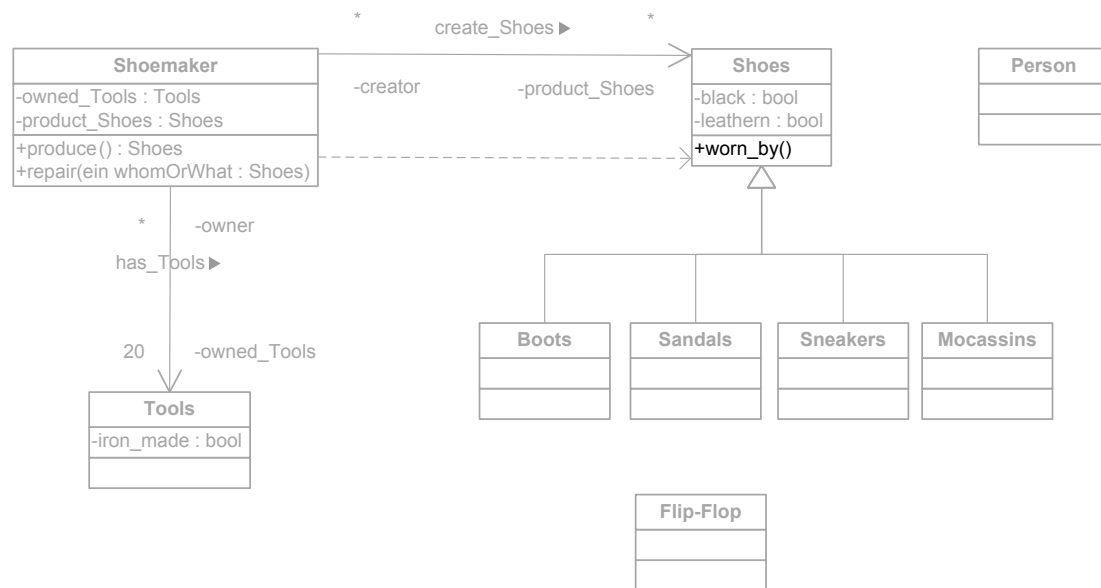 *
create_Shoes
*
Shoemaker
-owned_Tools : Tools
-product_Shoes : Shoes
+produce() : Shoes
+repair(ein whomOrWhat : Shoes)
-creator
-product_Shoes
Shoes
-black : bool
-leathern : bool
+worn_by()
Person
*
-owner
has_Tools
20
-owned_Tools
Tools
-iron_made : bool
Boots
Sandals
Sneakers
Mocassins
Flip-Flop